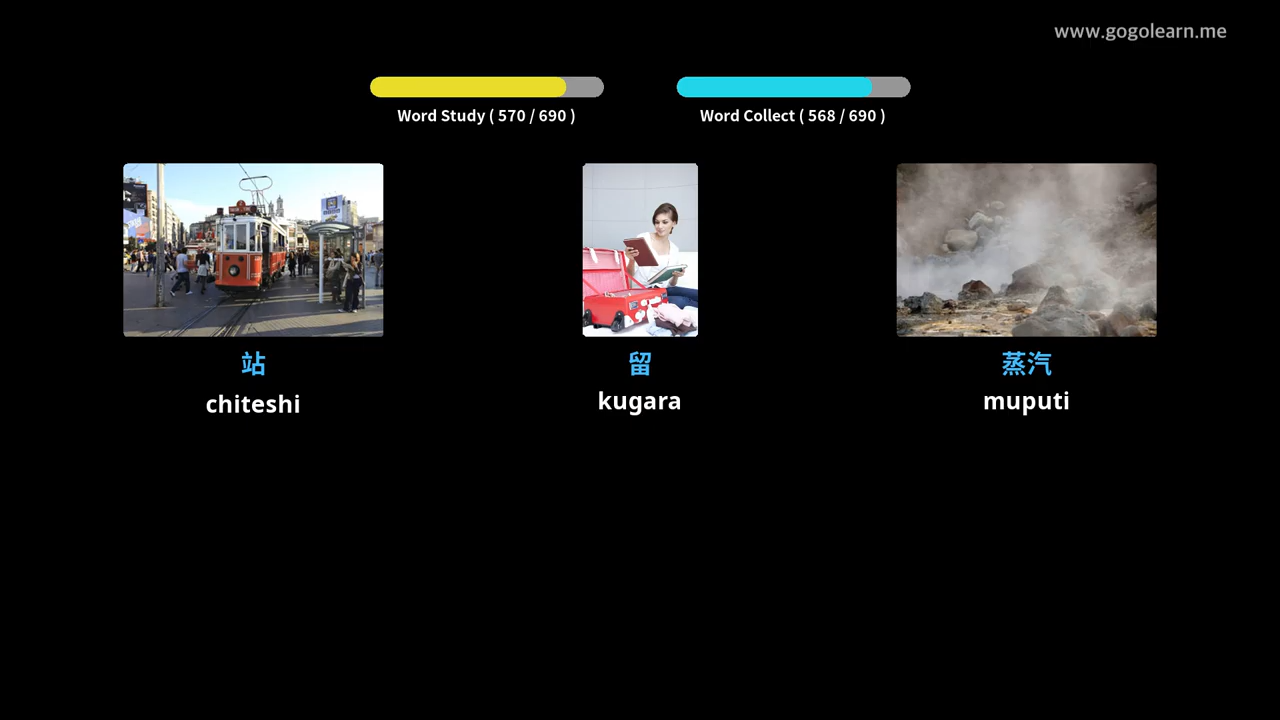 www.gogolearn.me
Word Study ( 570 / 690 )
Word Collect ( 568 / 690 )
站
留
蒸汽
chiteshi
kugara
muputi